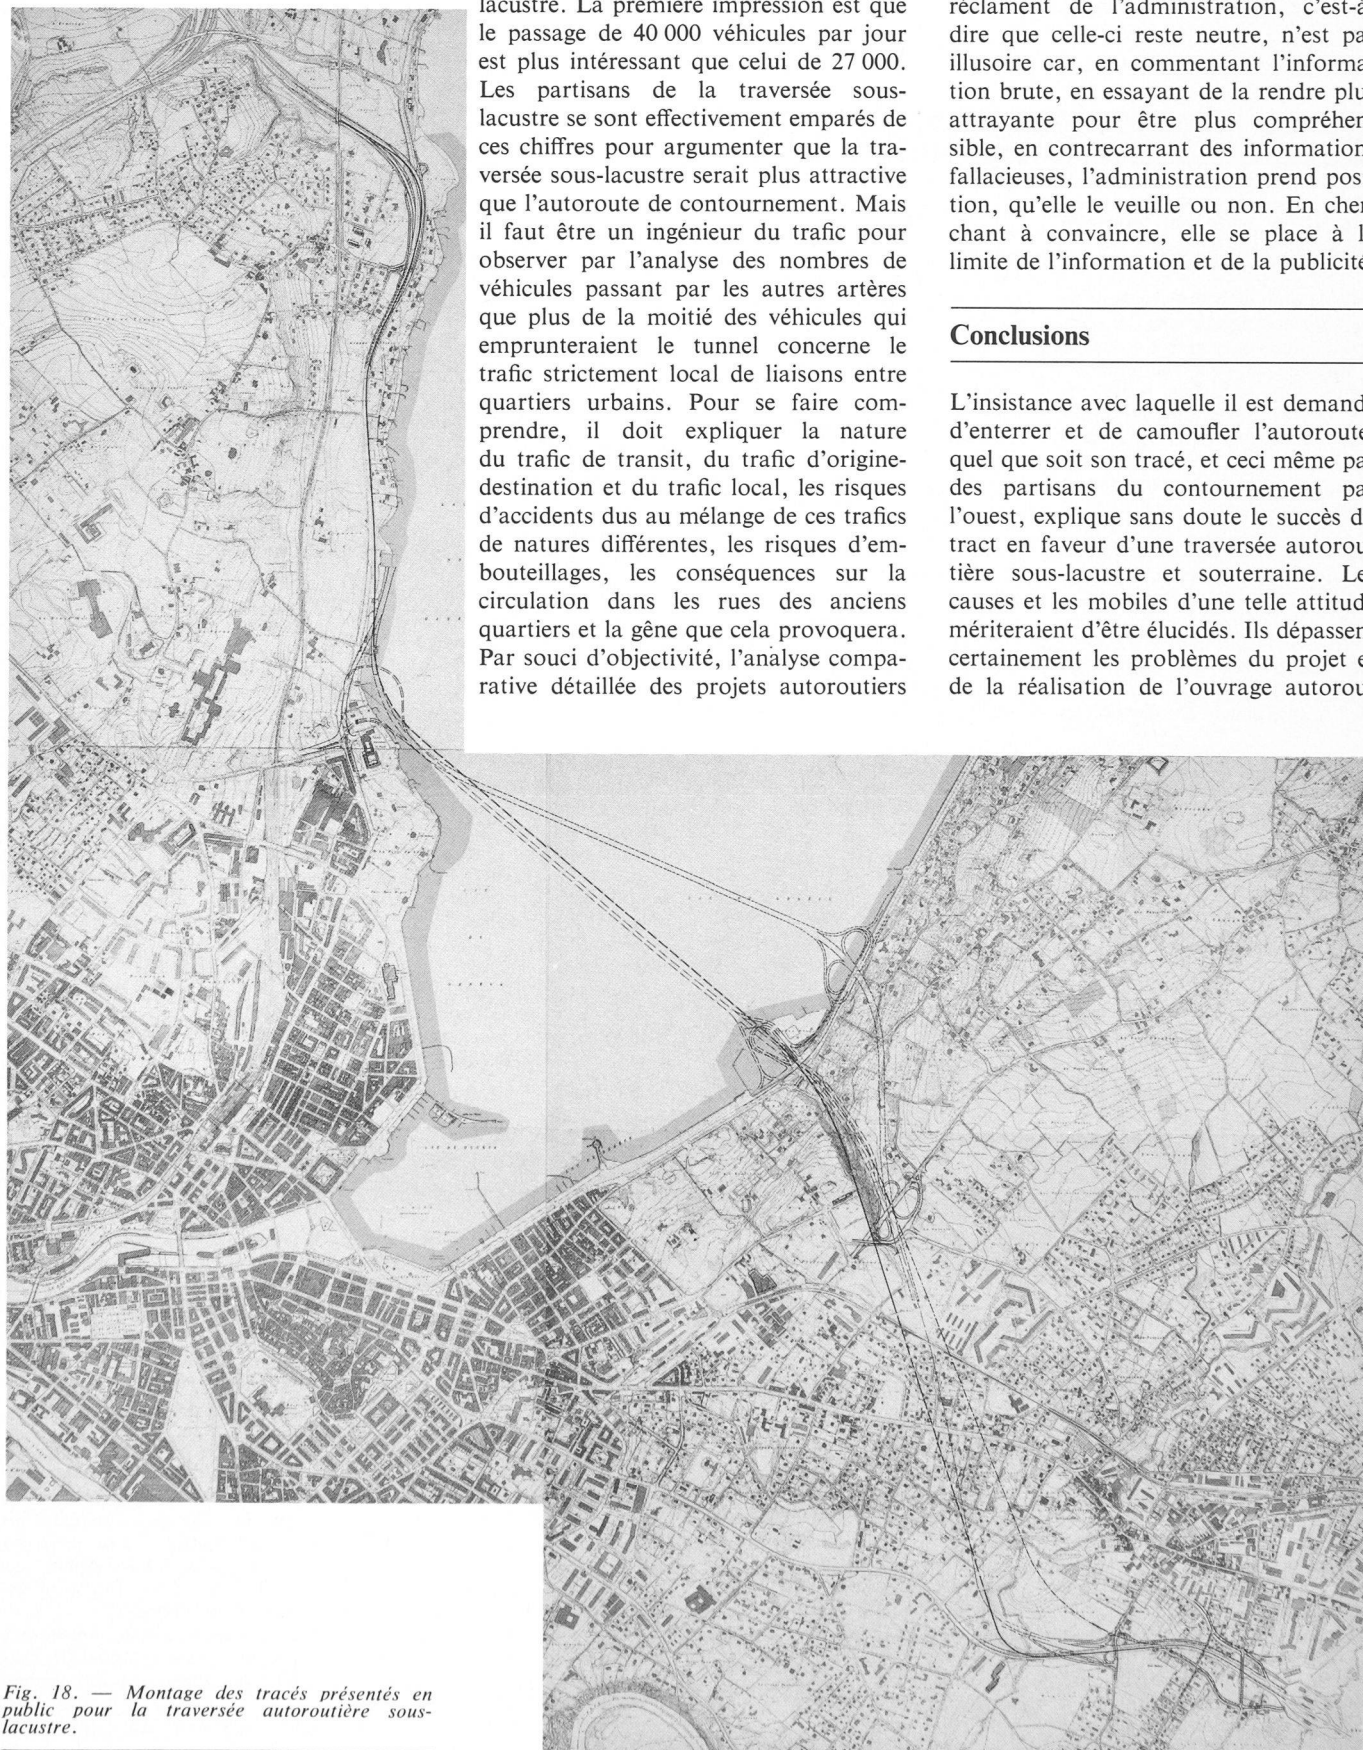 lacustre. La première impression est que
le passage de 40 000 véhicules par jour
est plus intéressant que celui de 27 000.
Les partisans de la traversée sous-
lacustre se sont effectivement emparés de
ces chiffres pour argumenter que la tra-
versée sous-lacustre serait plus attractive
que l'autoroute de contournement. Mais
il faut être un ingénieur du trafic pour
observer par l'analyse des nombres de
véhicules passant par les autres artères
que plus de la moitié des véhicules qui
emprunteraient le tunnel concerne le
trafic strictement local de liaisons entre
quartiers urbains. Pour se faire com-
prendre, il doit expliquer la nature
du trafic de transit, du trafic d'origine-
destination et du trafic local, les risques
d'accidents dus au mélange de ces trafics
de natures différentes, les risques d'em-
bouteillages, les conséquences sur la
circulation dans les rues des anciens
quartiers et la gêne que cela provoquera.
Par souci d'objectivité, l'analyse compa-
rative détaillée des projets autoroutiers
réclament de l'administration, c'est-à
dire que celle-ci reste neutre, n'est pa
illusoire car, en commentant l'informa
tion brute, en essayant de la rendre plu
attrayante pour être plus compréhen
sible, en contrecarrant des information
fallacieuses, l'administration prend posi
tion, qu'elle le veuille ou non. En cher
chant à convaincre, elle se place à l
limite de l'information et de la publicité
Conclusions
L'insistance avec laquelle il est demand
d'enterrer et de camoufler l'autoroute
quel que soit son tracé, et ceci même pa
des partisans du contournement pa
l'ouest, explique sans doute le succès d
tract en faveur d'une traversée autorou
tière sous-lacustre et souterraine. Le
causes et les mobiles d'une telle attitud
mériteraient d'être élucidés. Ils dépassen
certainement les problèmes du projet e
de la réalisation de l'ouvrage autorou
Fig. 18. — Montage des tracés présentés en
public pour la traversée autoroutière sous-
lacustre.